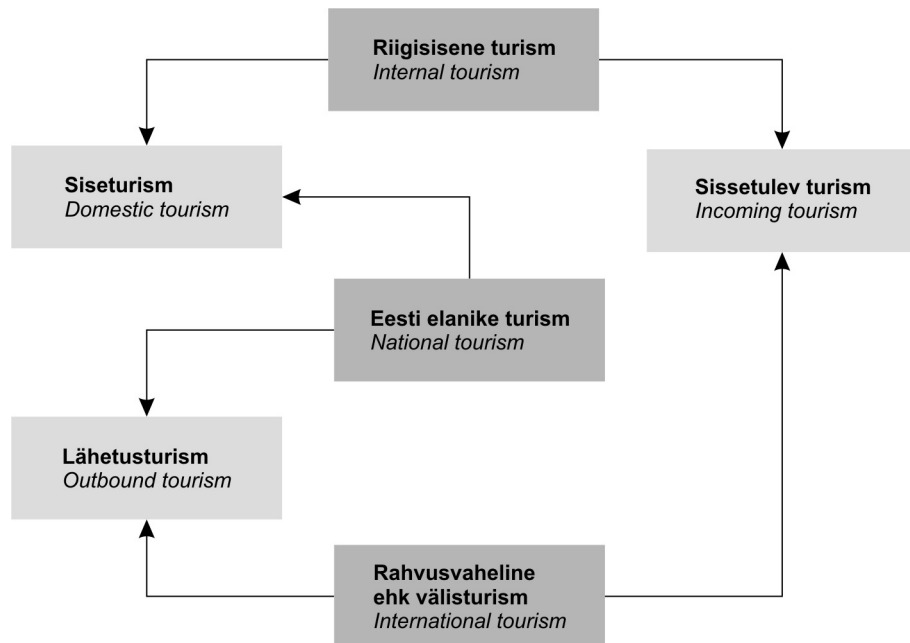 Riigisisene turism
Internal tourism
Siseturism
Domestic tourism
Sissetulev turism
Incoming tourism
Eesti elanike turism
National tourism
Lähetusturism
Outbound tourism
Rahvusvaheline
ehk välisturism
International tourism